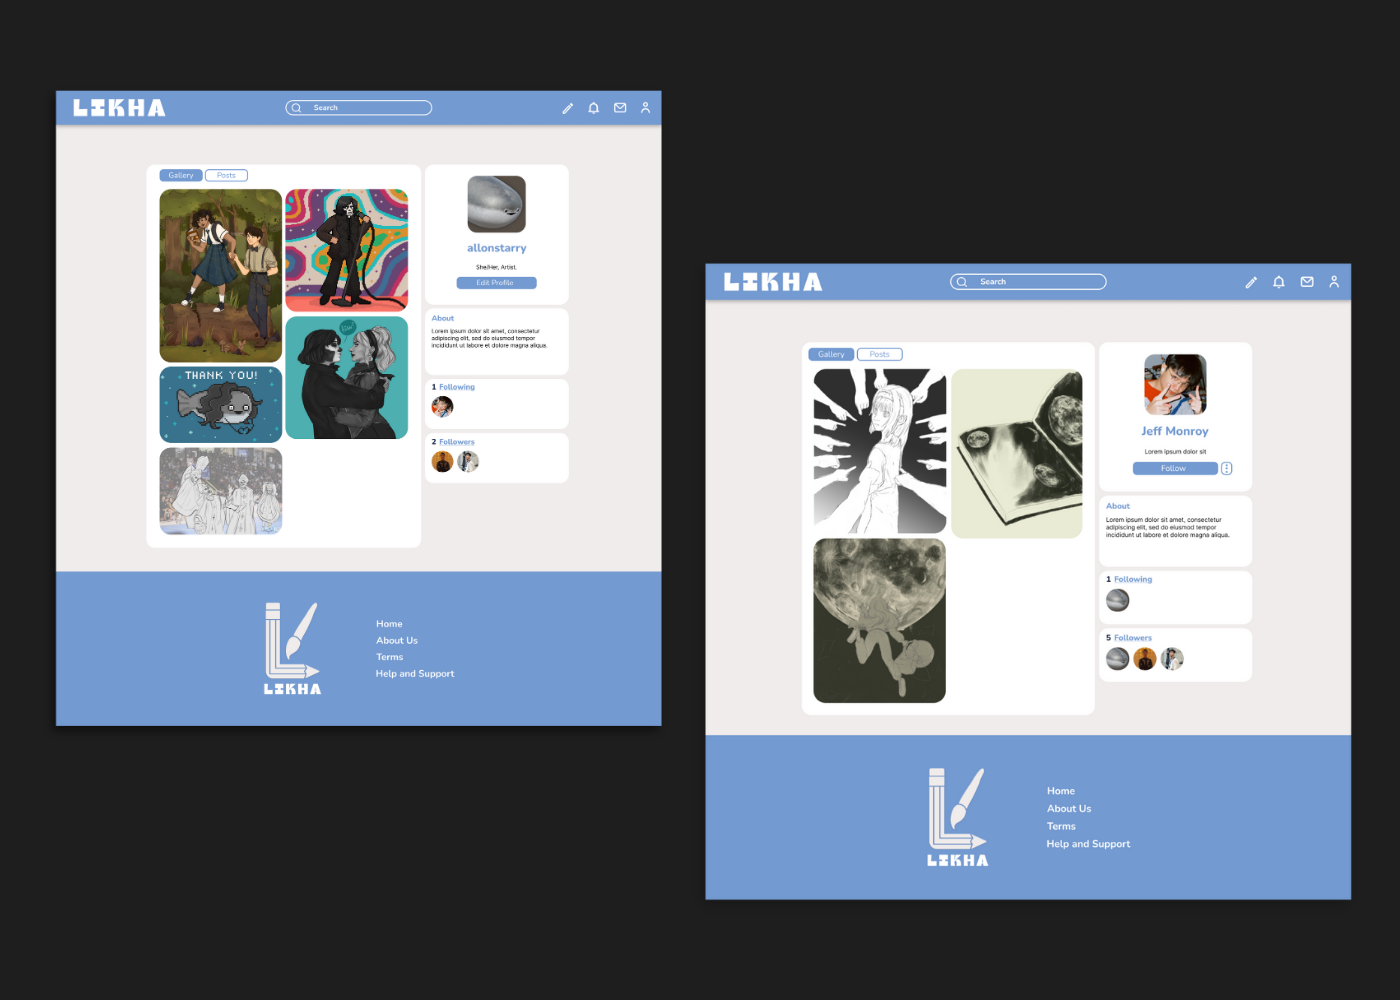 LIKHA
Search
Gallery
Posts
THANK YOU!
allonstarry
She/Her, Artist.
Edit Profile
About
Lorem ipsum dolor sit amet, consectetur
adipiscing elit, sed do eiusmod tempor
incididunt ut labore et dolore magna aliqua.
1 Following
2 Followers
LIKHA
Home
About Us
Terms
Help and Support
LIKHA
Search
Gallery
Posts
Jeff Monroy
Lorem ipsum dolor sit
Follow
About
Lorem ipsum dolor sit amet, consectetur
adipiscing elit, sed do eiusmod tempor
incididunt ut labore et dolore magna aliqua.
1 Following
5 Followers
LIKHA
Home
About Us
Terms
Help and Support